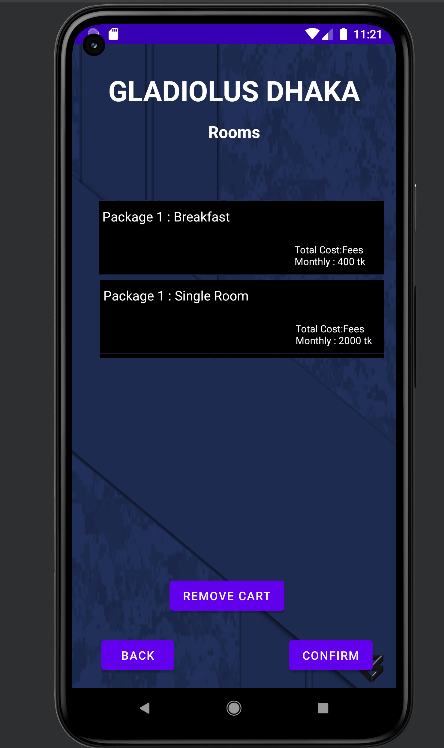 11:21
GLADIOLUS DHAKA
Rooms
Package 1 : Breakfast
Total Cost:Fees
Monthly : 400 tk
Package 1 : Single Room
Total Cost:Fees
Monthly : 2000 tk
REMOVE CART
BACK
CONFIRM